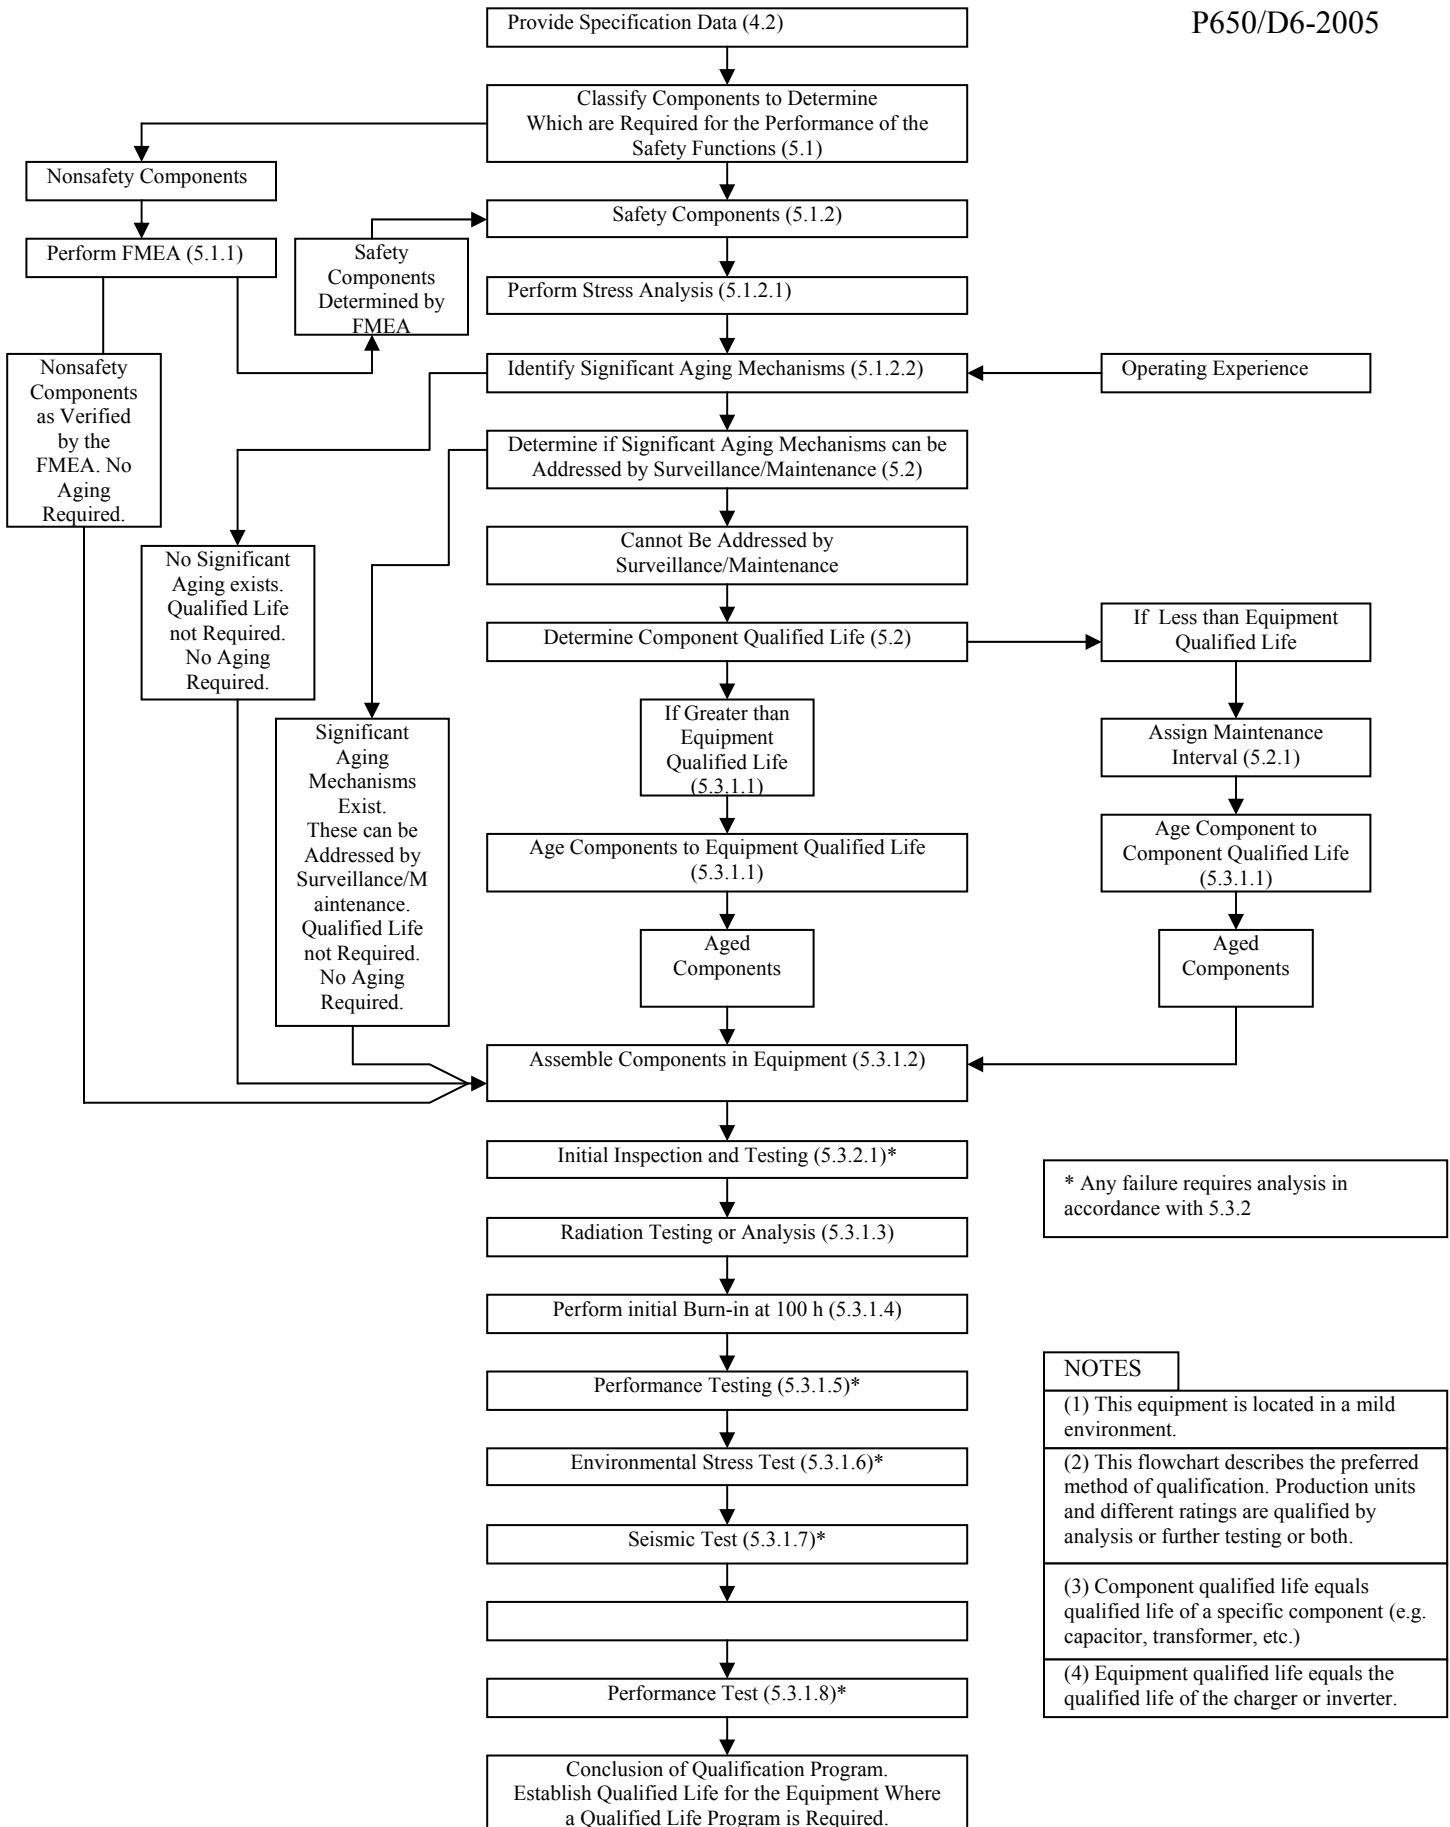 P650/D6-2005
Provide Specification Data (4.2)
Classify Components to Determine
Which are Required for the Performance of the
Safety Functions (5.1)
Nonsafety Components
Safety Components (5.1.2)
Perform FMEA (5.1.1)
Safety
Components
Determined by
FMEA
Perform Stress Analysis (5.1.2.1)
Nonsafety
Components
as Verified
by the
FMEA. No
Aging
Required.
Identify Significant Aging Mechanisms (5.1.2.2)
Operating Experience
Determine if Significant Aging Mechanisms can be
Addressed by Surveillance/Maintenance (5.2)
No Significant
Aging exists.
Qualified Life
not Required.
No Aging
Required.
Cannot Be Addressed by
Surveillance/Maintenance
Determine Component Qualified Life (5.2)
If  Less than Equipment
Qualified Life
Significant
Aging
Mechanisms
Exist.
These can be
Addressed by
Surveillance/M
aintenance.
Qualified Life
not Required.
No Aging
Required.
If Greater than
Equipment
Qualified Life
(5.3.1.1)
Assign Maintenance
Interval (5.2.1)
Age Components to Equipment Qualified Life
(5.3.1.1)
Age Component to
Component Qualified Life
(5.3.1.1)
Aged
Components
Aged
Components
Assemble Components in Equipment (5.3.1.2)
Initial Inspection and Testing (5.3.2.1)*
* Any failure requires analysis in
accordance with 5.3.2
Radiation Testing or Analysis (5.3.1.3)
Perform initial Burn-in at 100 h (5.3.1.4)
Performance Testing (5.3.1.5)*
Environmental Stress Test (5.3.1.6)*
Seismic Test (5.3.1.7)*
Performance Test (5.3.1.8)*
Conclusion of Qualification Program.
Establish Qualified Life for the Equipment Where
a Qualified Life Program is Required.
NOTES
(1) This equipment is located in a mild
environment.
(2) This flowchart describes the preferred
method of qualification. Production units
and different ratings are qualified by
analysis or further testing or both.
(3) Component qualified life equals
qualified life of a specific component (e.g.
capacitor, transformer, etc.)
(4) Equipment qualified life equals the
qualified life of the charger or inverter.